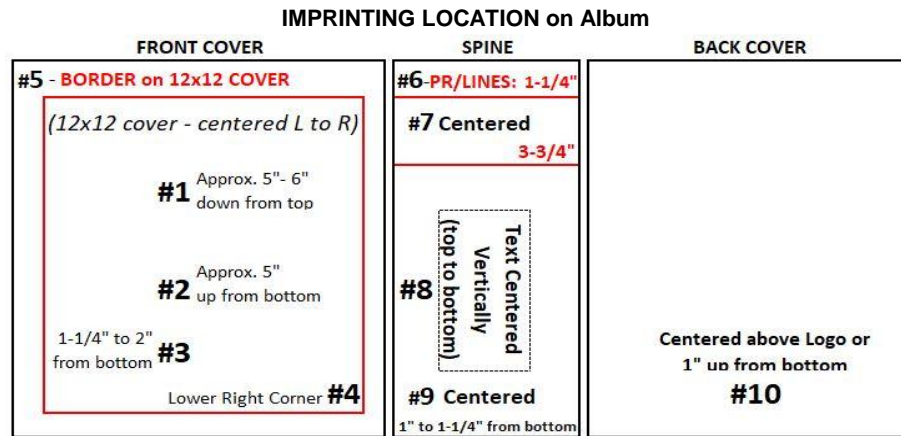 IMPRINTING LOCATION on Album
FRONT COVER
#5 - BORDER on 12x12 COVER
(12x12 cover - centered L to R)
#1 Approx. 5"- 6"
down from top
#2 Approx. 5"
up from bottom
1-1/4" to 2"
from bottom #3
Lower Right Corner #4
SPINE
#6-PR/LINES: 1-1/4"
#7 Centered
3-3/4"
#8
Text Centered
Vertically
(top to bottom)
#9 Centered
1" to 1-1/4" from bottom
BACK COVER
Centered above Logo or
1" up from bottom
#10